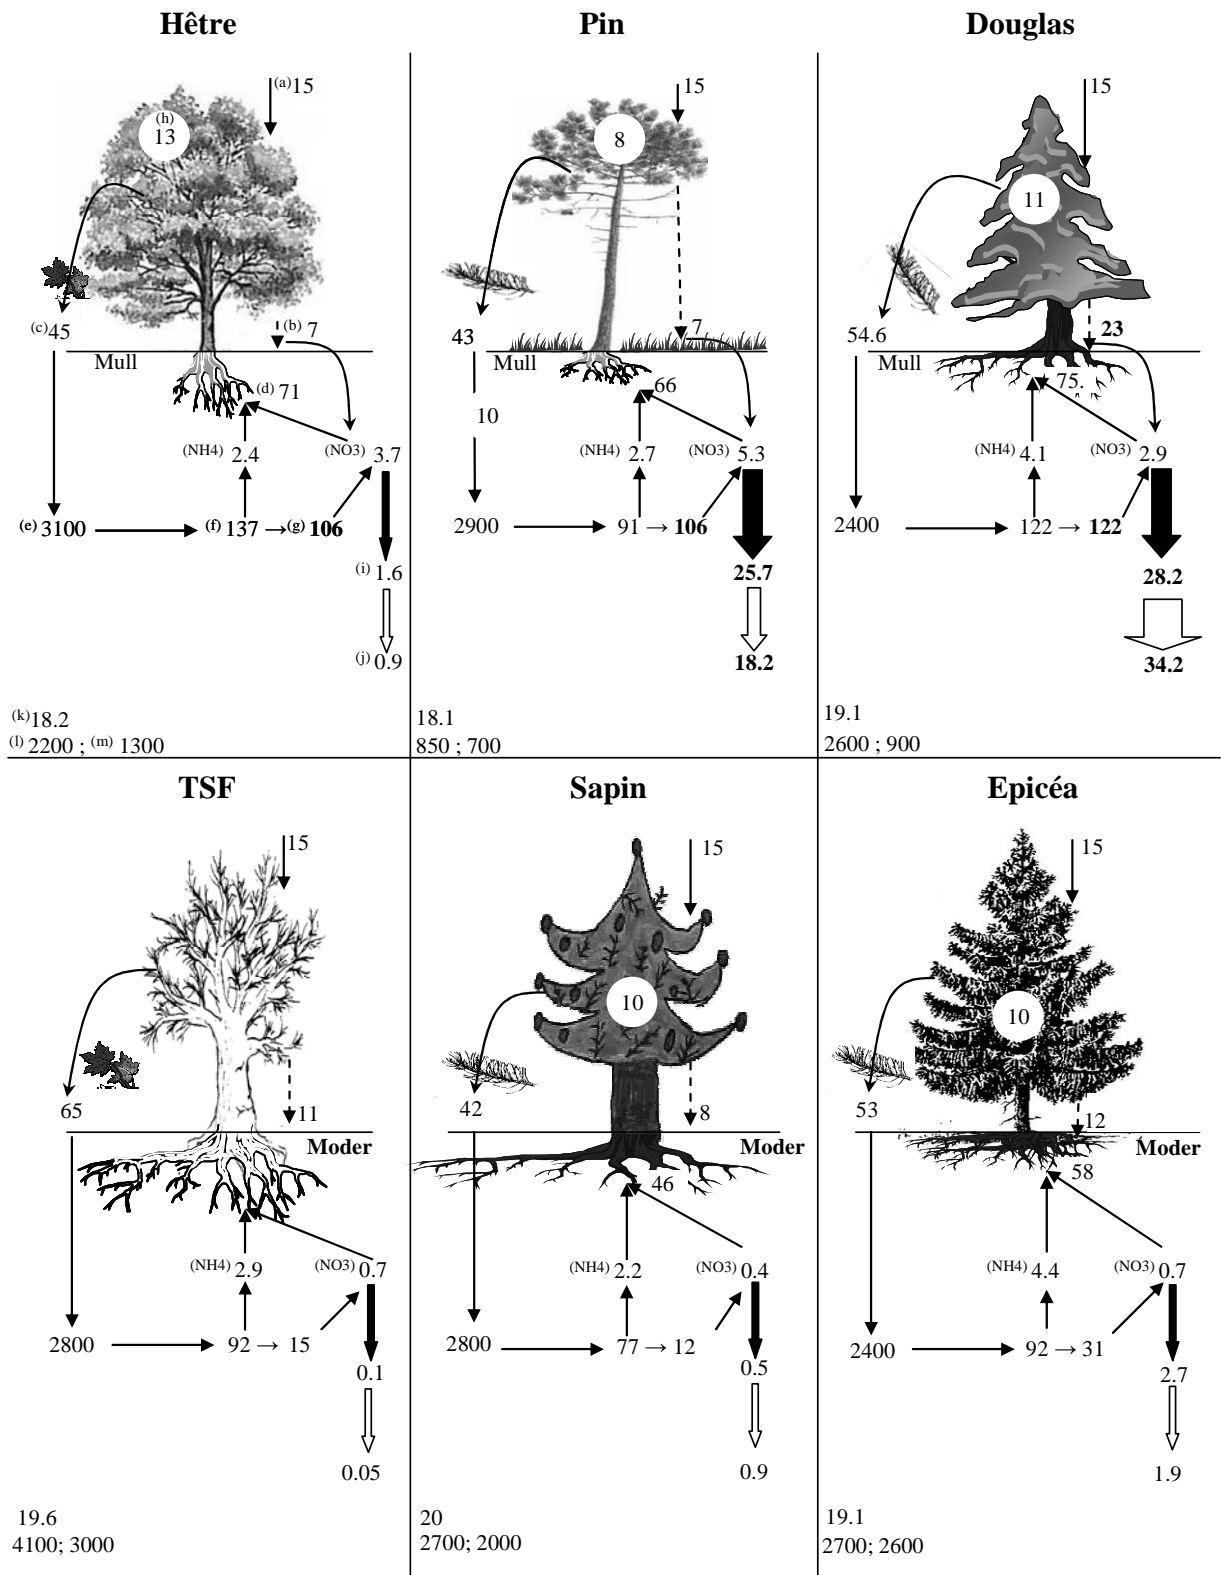 Hêtre
(a) 15
(h)
13
(c) 45
(b) 7
Mull
(d) 71
(NH4) 2.4
(NO3) 3.7
(e) 3100
(f) 137 → (g) 106
(i) 1.6
(j) 0.9
(k) 18.2
(l) 2200 ; (m) 1300
Pin
15
8
43
7
Mull
66
10
(NH4) 2.7
(NO3) 5.3
2900
91 → 106
25.7
18.2
18.1
850 ; 700
Douglas
15
11
54.6
23
Mull
75.
(NH4) 4.1
(NO3) 2.9
2400
122 → 122
28.2
34.2
19.1
2600 ; 900
TSF
15
65
11
Moder
(NH4) 2.9
(NO3) 0.7
2800
92 → 15
0.1
0.05
19.6
4100; 3000
Sapin
15
10
42
8
Moder
46
(NH4) 2.2
(NO3) 0.4
2800
77 → 12
0.5
0.9
20
2700; 2000
Epicéa
15
10
53
12
Moder
58
(NH4) 4.4
(NO3) 0.7
2400
92 → 31
2.7
1.9
19.1
2700; 2600